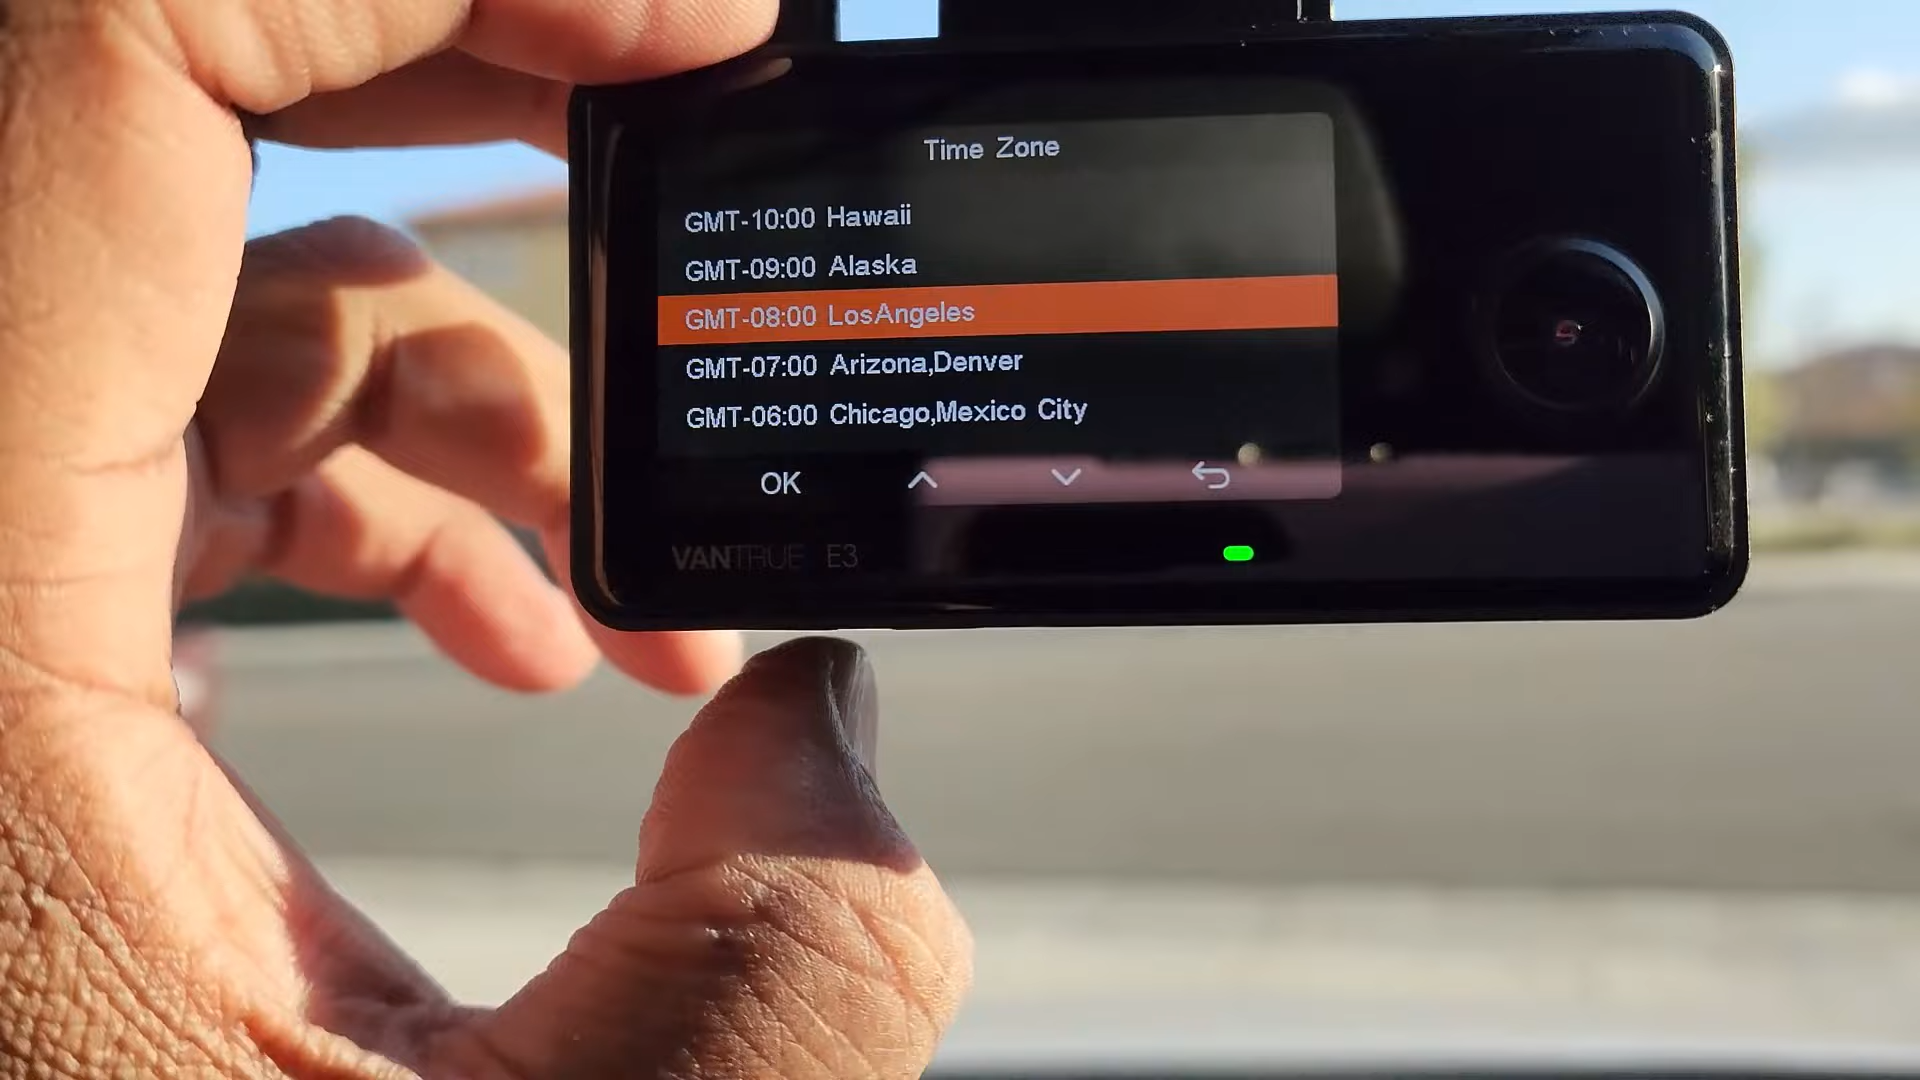 Time Zone
GMT-10:00 Hawaii
GMT-09:00 Alaska
GMT-08:00 LosAngeles
GMT-07:00 Arizona,Denver
GMT-06:00 Chicago,Mexico City
OK
VANTRUE E3